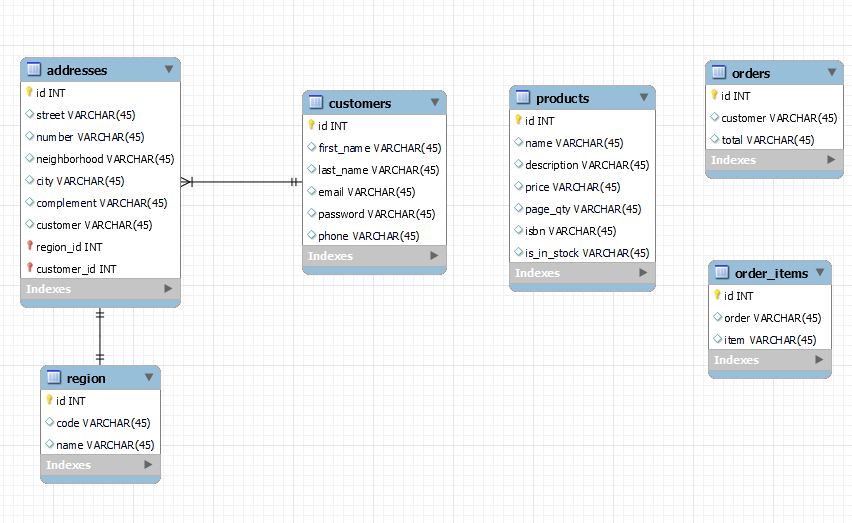 addresses
id INT
street VARCHAR(45)
number VARCHAR(45)
neighborhood VARCHAR(45)
city VARCHAR(45)
complement VARCHAR(45)
customer VARCHAR(45)
region_id INT
customer_id INT
Indexes
customers
id INT
first_name VARCHAR(45)
last_name VARCHAR(45)
email VARCHAR(45)
password VARCHAR(45)
phone VARCHAR(45)
Indexes
products
id INT
name VARCHAR(45)
description VARCHAR(45)
price VARCHAR(45)
page_qty VARCHAR(45)
isbn VARCHAR(45)
is_in_stock VARCHAR(45)
Indexes
orders
id INT
customer VARCHAR(45)
total VARCHAR(45)
Indexes
order_items
id INT
order VARCHAR(45)
item VARCHAR(45)
Indexes
region
id INT
code VARCHAR(45)
name VARCHAR(45)
Indexes